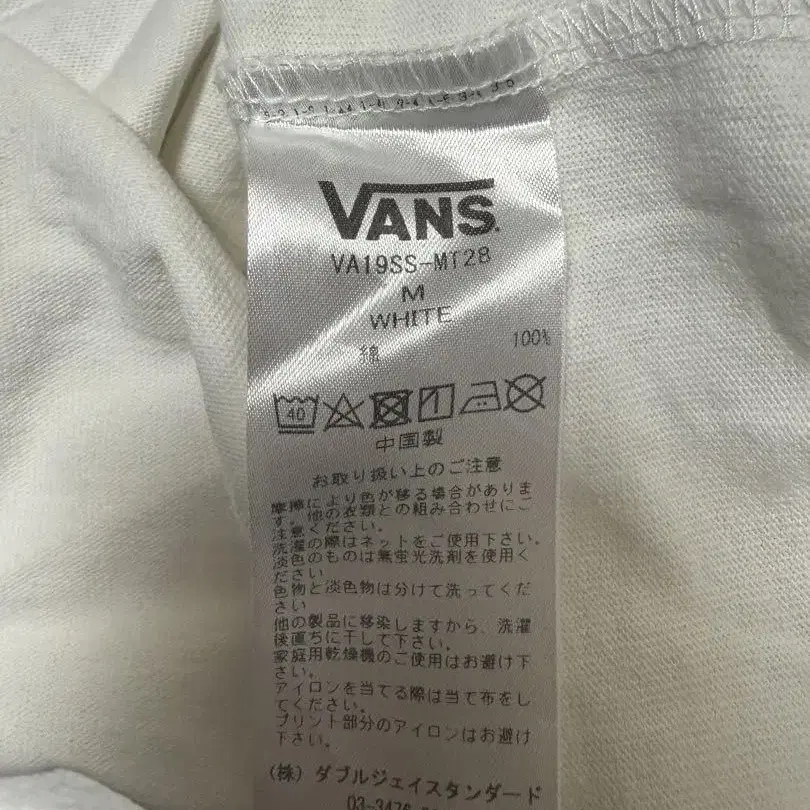 VANS
VA19SS-MT28
M
WHITE
綿 100%
40
中国製
お取り扱い上のご注意
摩擦により色が移る場合がありま
す。他の衣類との組み合わせにご
注意ください。
洗濯の際はネットをご使用下さい。
淡色のものは無蛍光洗剤を使用く
ださい
色物と淡色物は分けて洗ってくだ
さい
他の製品に移染しますから、洗濯
後直ちに干して下さい。
家庭用乾燥機のご使用はお避け下
さい。
アイロンを当てる際は当て布をし
てください。
プリント部分のアイロンはお避け
下さい。
(株) ダブルジェイスタンダード